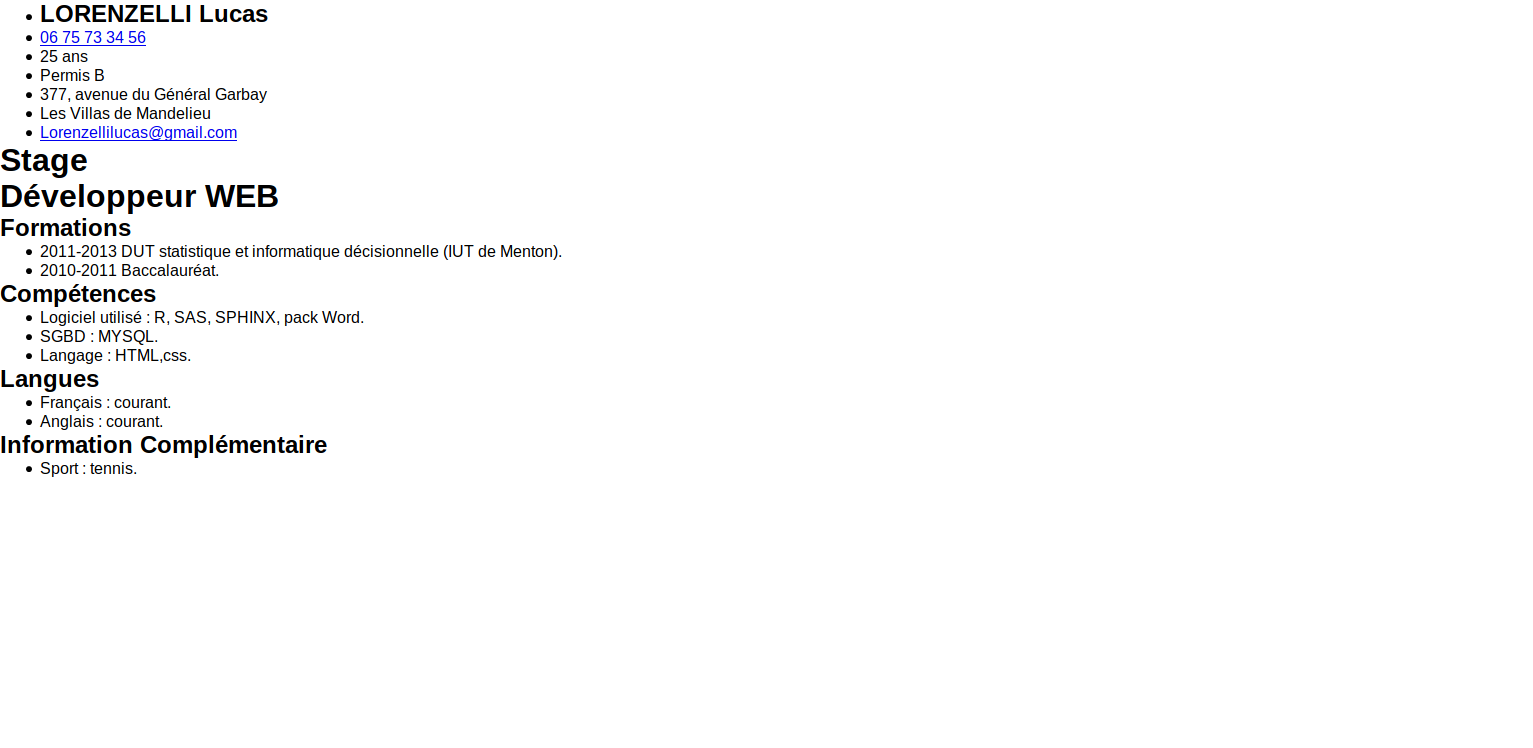 LORENZELLI Lucas
06 75 73 34 56
25 ans
Permis B
377, avenue du Général Garbay
Les Villas de Mandelieu
Lorenzellilucas@gmail.com
Stage
Développeur WEB
Formations
2011-2013 DUT statistique et informatique décisionnelle (IUT de Menton).
2010-2011 Baccalauréat.
Compétences
Logiciel utilisé : R, SAS, SPHINX, pack Word.
SGBD : MYSQL.
Langage : HTML,css.
Langues
Français : courant.
Anglais : courant.
Information Complémentaire
Sport : tennis.